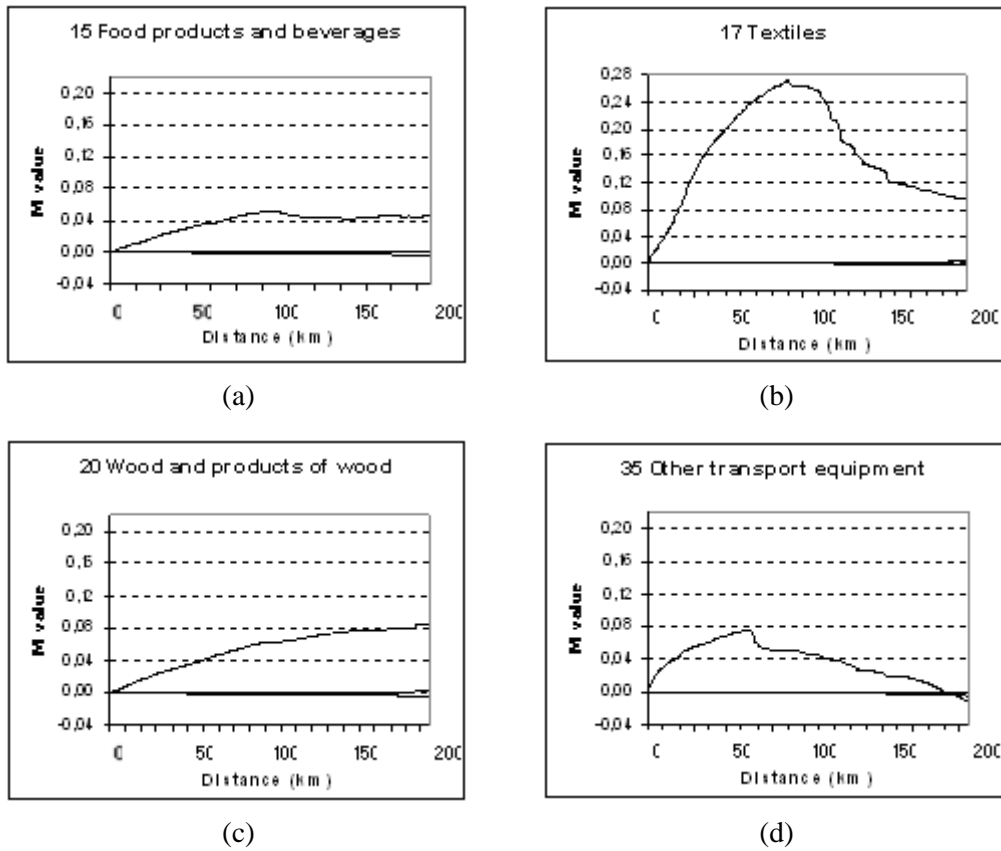 15 Food products and beverages
0,20
0,16
0,12
0,08
0,04
0,00
-0,04
M value
0 50 100 150 200
Distance (km)
(a)
17 Textiles
0,28
0,24
0,20
0,16
0,12
0,08
0,04
0,00
-0,04
M value
0 50 100 150 200
Distance (km)
(b)
20 Wood and products of wood
0,20
0,16
0,12
0,08
0,04
0,00
-0,04
M value
0 50 100 150 200
Distance (km)
(c)
35 Other transport equipment
0,20
0,16
0,12
0,08
0,04
0,00
-0,04
M value
0 50 100 150 200
Distance (km)
(d)